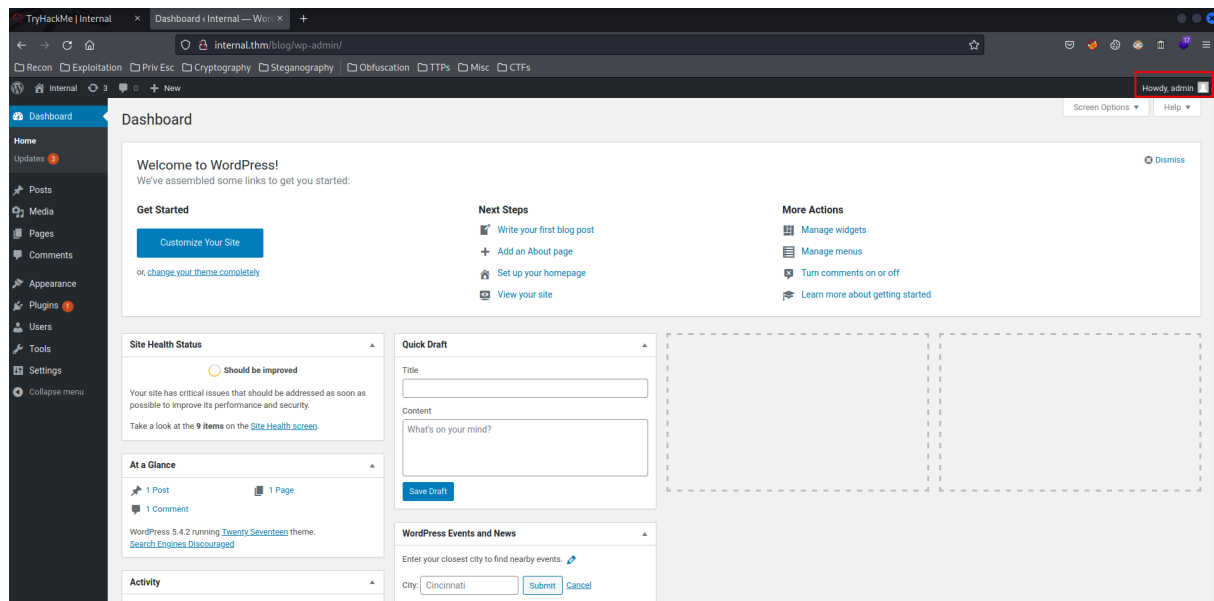 TryHackMe | Internal
Dashboard ‹ Internal — Wor
internal.thm/blog/wp-admin/
Recon Exploitation Priv Esc Cryptography Steganography Obfuscation TTPs Misc CTFs
17
Internal 3 0 + New
Howdy, admin
Screen Options ▼ Help ▼
Dashboard
Home
Updates 3
Posts
Media
Pages
Comments
Appearance
Plugins 1
Users
Tools
Settings
Collapse menu
Dashboard
Welcome to WordPress!
Dismiss
We've assembled some links to get you started:
Get Started
Customize Your Site
or, change your theme completely
Next Steps
Write your first blog post
Add an About page
Set up your homepage
View your site
More Actions
Manage widgets
Manage menus
Turn comments on or off
Learn more about getting started
Site Health Status
Should be improved
Your site has critical issues that should be addressed as soon as
possible to improve its performance and security.
Take a look at the 9 items on the Site Health screen.
At a Glance
1 Post 1 Page
1 Comment
WordPress 5.4.2 running Twenty Seventeen theme.
Search Engines Discouraged
Activity
Quick Draft
Title
Content
What's on your mind?
Save Draft
WordPress Events and News
Enter your closest city to find nearby events.
City: Cincinnati Submit Cancel